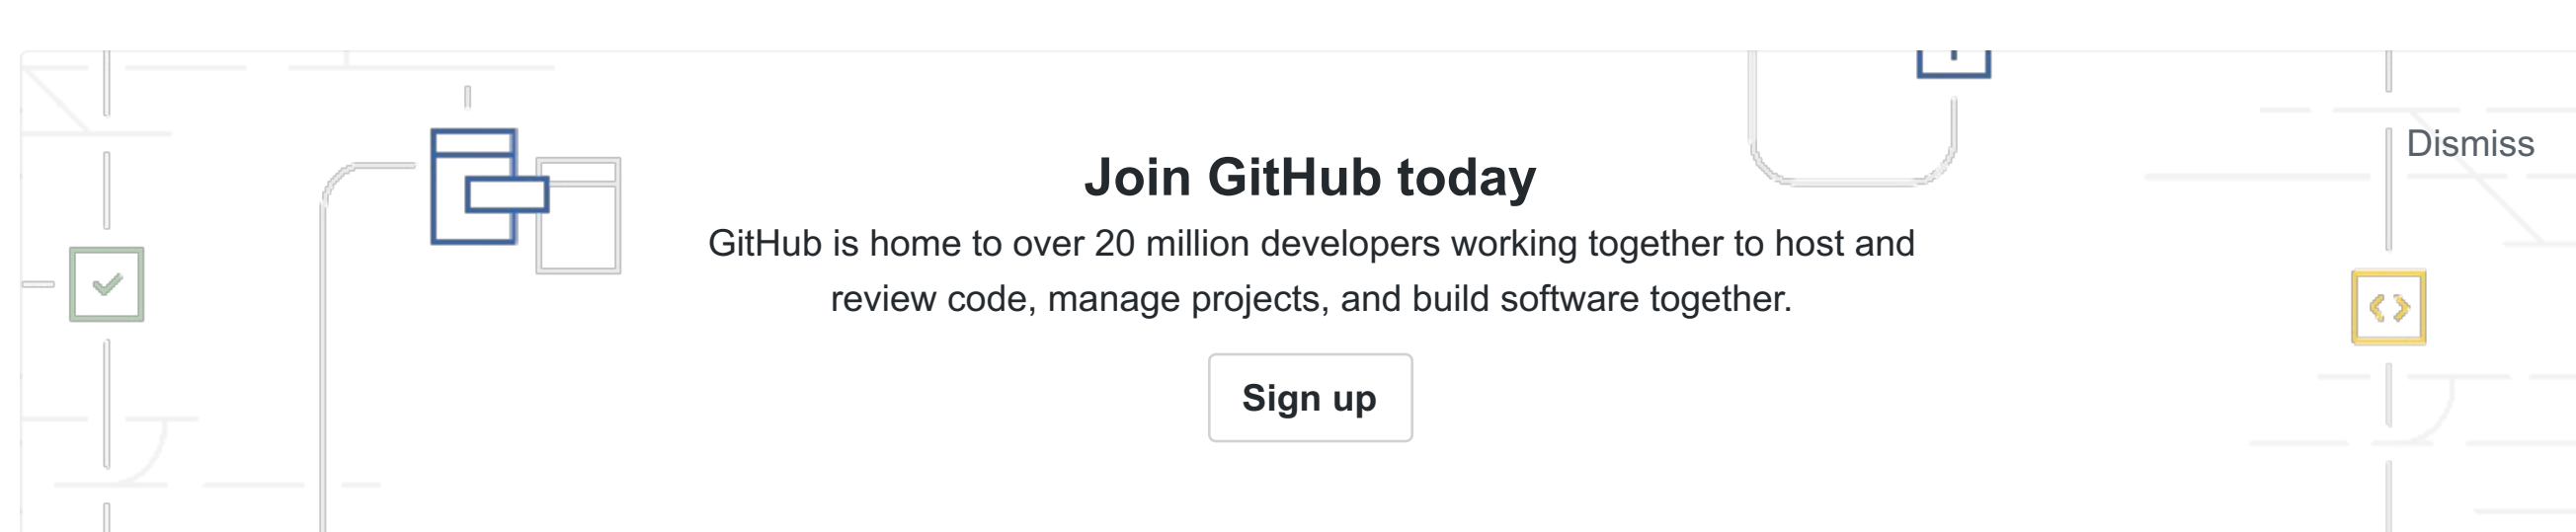 Dismiss
Join GitHub today
GitHub is home to over 20 million developers working together to host and
review code, manage projects, and build software together.
Sign up